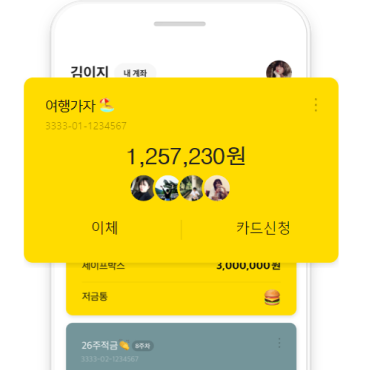 김이지 내 계좌
여행가자
3333-01-1234567
1,257,230원
이체 카드신청
세이프박스 3,000,000원
저금통
26주적금 6주차
3333-02-1234567